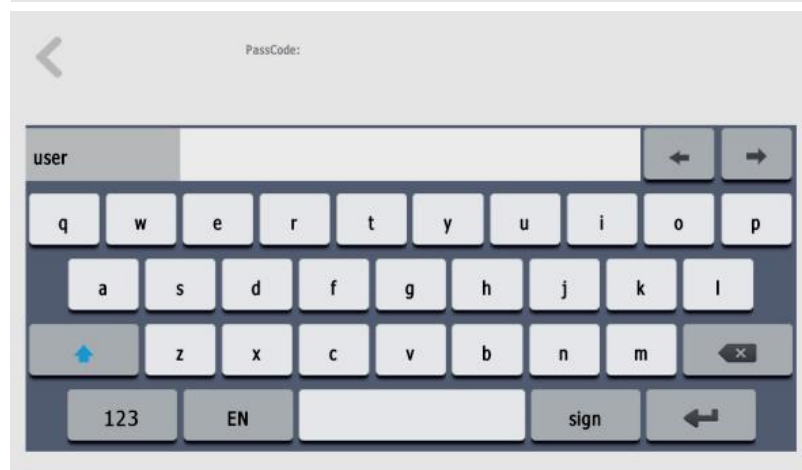 PassCode:
user
q w e r t y u i o p
a s d f g h j k l
z x c v b n m
123 EN sign